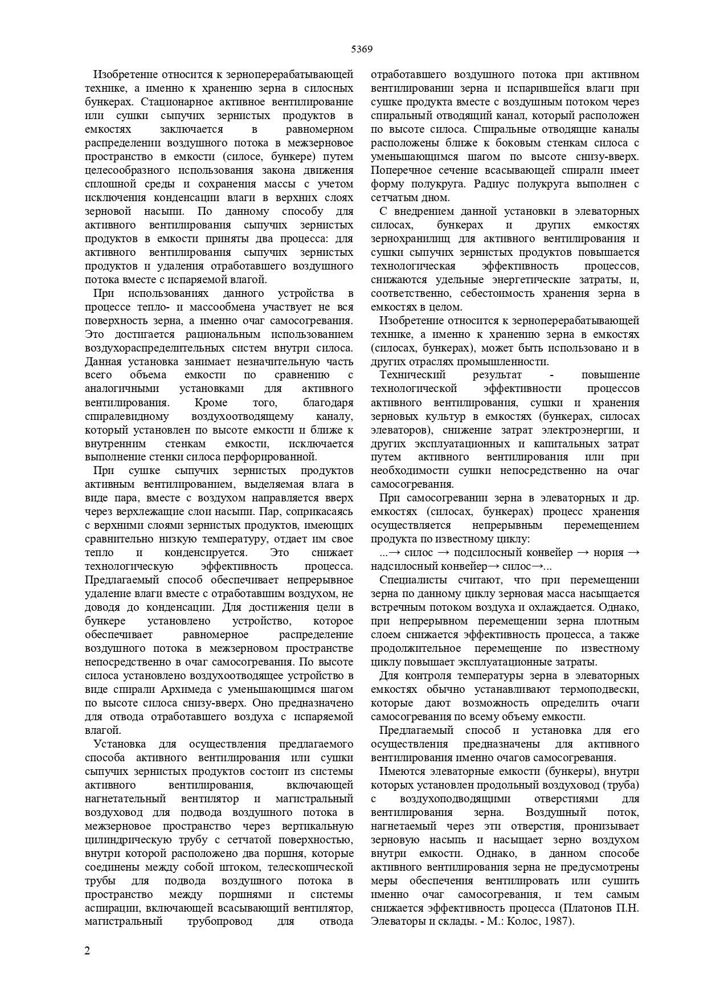 5369
Изобретение относится к зерноперерабатывающей
технике, а именно к хранению зерна в силосных
бункерах. Стационарное активное вентилирование
или сушки сыпучих зернистых продуктов в
емкостях заключается в равномерном
распределении воздушного потока в межзерновое
пространство в емкости (силосе, бункере) путем
целесообразного использования закона движения
сплошной среды и сохранения массы с учетом
исключения конденсации влаги в верхних слоях
зерновой насыпи. По данному способу для
активного вентилирования сыпучих зернистых
продуктов в емкости приняты два процесса: для
активного вентилирования сыпучих зернистых
продуктов и удаления отработавшего воздушного
потока вместе с испаряемой влагой.
При использованиях данного устройства в
процессе тепло- и массообмена участвует не вся
поверхность зерна, а именно очаг самосогревания.
Это достигается рациональным использованием
воздухораспределительных систем внутри силоса.
Данная установка занимает незначительную часть
всего объема емкости по сравнению с
аналогичными установками для активного
вентилирования. Кроме того, благодаря
спиралевидному воздухоотводящему каналу,
который установлен по высоте емкости и ближе к
внутренним стенкам емкости, исключается
выполнение стенки силоса перфорированной.
При сушке сыпучих зернистых продуктов
активным вентилированием, выделяемая влага в
виде пара, вместе с воздухом направляется вверх
через верхлежащие слои насыпи. Пар, соприкасаясь
с верхними слоями зернистых продуктов, имеющих
сравнительно низкую температуру, отдает им свое
тепло и конденсируется. Это снижает
технологическую эффективность процесса.
Предлагаемый способ обеспечивает непрерывное
удаление влаги вместе с отработавшим воздухом, не
доводя до конденсации. Для достижения цели в
бункере установлено устройство, которое
обеспечивает равномерное распределение
воздушного потока в межзерновом пространстве
непосредственно в очаг самосогревания. По высоте
силоса установлено воздухоотводящее устройство в
виде спирали Архимеда с уменьшающимся шагом
по высоте силоса снизу-вверх. Оно предназначено
для отвода отработавшего воздуха с испаряемой
влагой.
Установка для осуществления предлагаемого
способа активного вентилирования или сушки
сыпучих зернистых продуктов состоит из системы
активного вентилирования, включающей
нагнетательный вентилятор и магистральный
воздуховод для подвода воздушного потока в
межзерновое пространство через вертикальную
цилиндрическую трубу с сетчатой поверхностью,
внутри которой расположено два поршня, которые
соединены между собой штоком, телескопической
трубы для подвода воздушного потока в
пространство между поршнями и системы
аспирации, включающей всасывающий вентилятор,
магистральный трубопровод для отвода
отработавшего воздушного потока при активном
вентилировании зерна и испарившейся влаги при
сушке продукта вместе с воздушным потоком через
спиральный отводящий канал, который расположен
по высоте силоса. Спиральные отводящие каналы
расположены ближе к боковым стенкам силоса с
уменьшающимся шагом по высоте снизу-вверх.
Поперечное сечение всасывающей спирали имеет
форму полукруга. Радиус полукруга выполнен с
сетчатым дном.
С внедрением данной установки в элеваторных
силосах, бункерах и других емкостях
зернохранилищ для активного вентилирования и
сушки сыпучих зернистых продуктов повышается
технологическая эффективность процессов,
снижаются удельные энергетические затраты, и,
соответственно, себестоимость хранения зерна в
емкостях в целом.
Изобретение относится к зерноперерабатывающей
технике, а именно к хранению зерна в емкостях
(силосах, бункерах), может быть использовано и в
других отраслях промышленности.
Технический результат - повышение
технологической эффективности процессов
активного вентилирования, сушки и хранения
зерновых культур в емкостях (бункерах, силосах
элеваторов), снижение затрат электроэнергии, и
других эксплуатационных и капитальных затрат
путем активного вентилирования или при
необходимости сушки непосредственно на очаг
самосогревания.
При самосогревании зерна в элеваторных и др.
емкостях (силосах, бункерах) процесс хранения
осуществляется непрерывным перемещением
продукта по известному циклу:
...→ силос → подсилосный конвейер → нория →
надсилосный конвейер→ силос→...
Специалисты считают, что при перемещении
зерна по данному циклу зерновая масса насыщается
встречным потоком воздуха и охлаждается. Однако,
при непрерывном перемещении зерна плотным
слоем снижается эффективность процесса, а также
продолжительное перемещение по известному
циклу повышает эксплуатационные затраты.
Для контроля температуры зерна в элеваторных
емкостях обычно устанавливают термоподвески,
которые дают возможность определить очаги
самосогревания по всему объему емкости.
Предлагаемый способ и установка для его
осуществления предназначены для активного
вентилирования именно очагов самосогревания.
Имеются элеваторные емкости (бункеры), внутри
которых установлен продольный воздуховод (труба)
с воздухоподводящими отверстиями для
вентилирования зерна. Воздушный поток,
нагнетаемый через эти отверстия, пронизывает
зерновую насыпь и насыщает зерно воздухом
внутри емкости. Однако, в данном способе
активного вентилирования зерна не предусмотрены
меры обеспечения вентилировать или сушить
именно очаг самосогревания, и тем самым
снижается эффективность процесса (Платонов П.Н.
Элеваторы и склады. - М.: Колос, 1987).
2